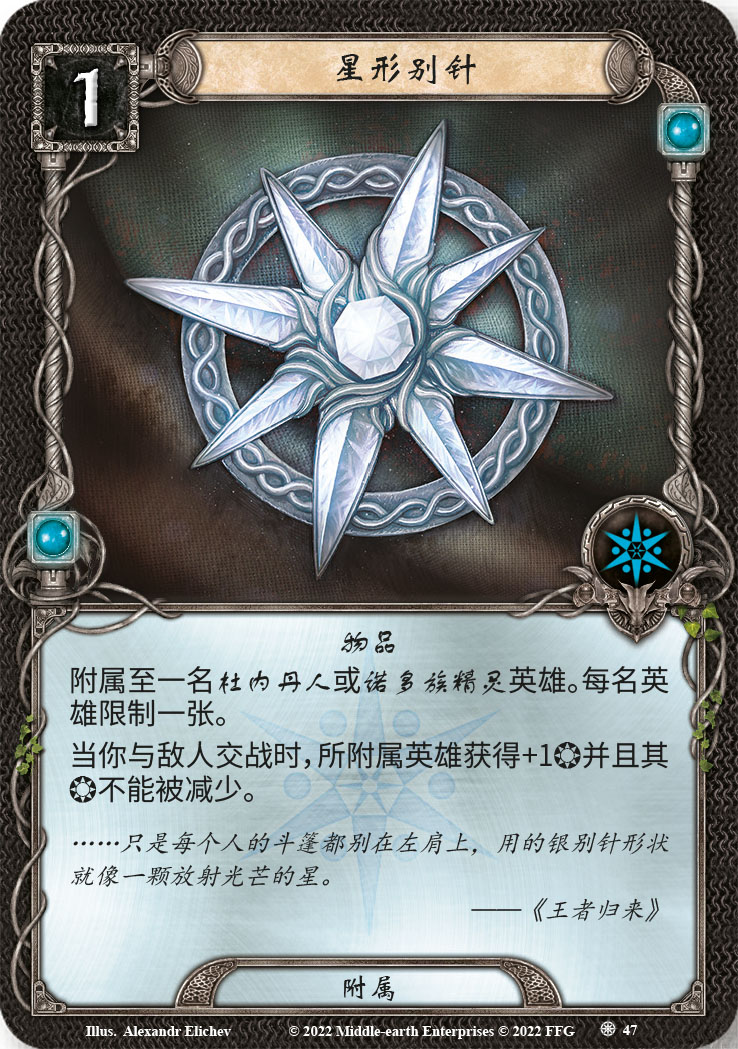 1
星形别针
物品
附属至一名杜内丹人或诺多族精灵英雄。每名英
雄限制一张。
当你与敌人交战时，所附属英雄获得+1并且其
不能被减少。
……只是每个人的斗篷都别在左肩上，用的银别针形状
就像一颗放射光芒的星。
——《王者归来》
附属
Illus. Alexandr Elichev © 2022 Middle-earth Enterprises © 2022 FFG 47